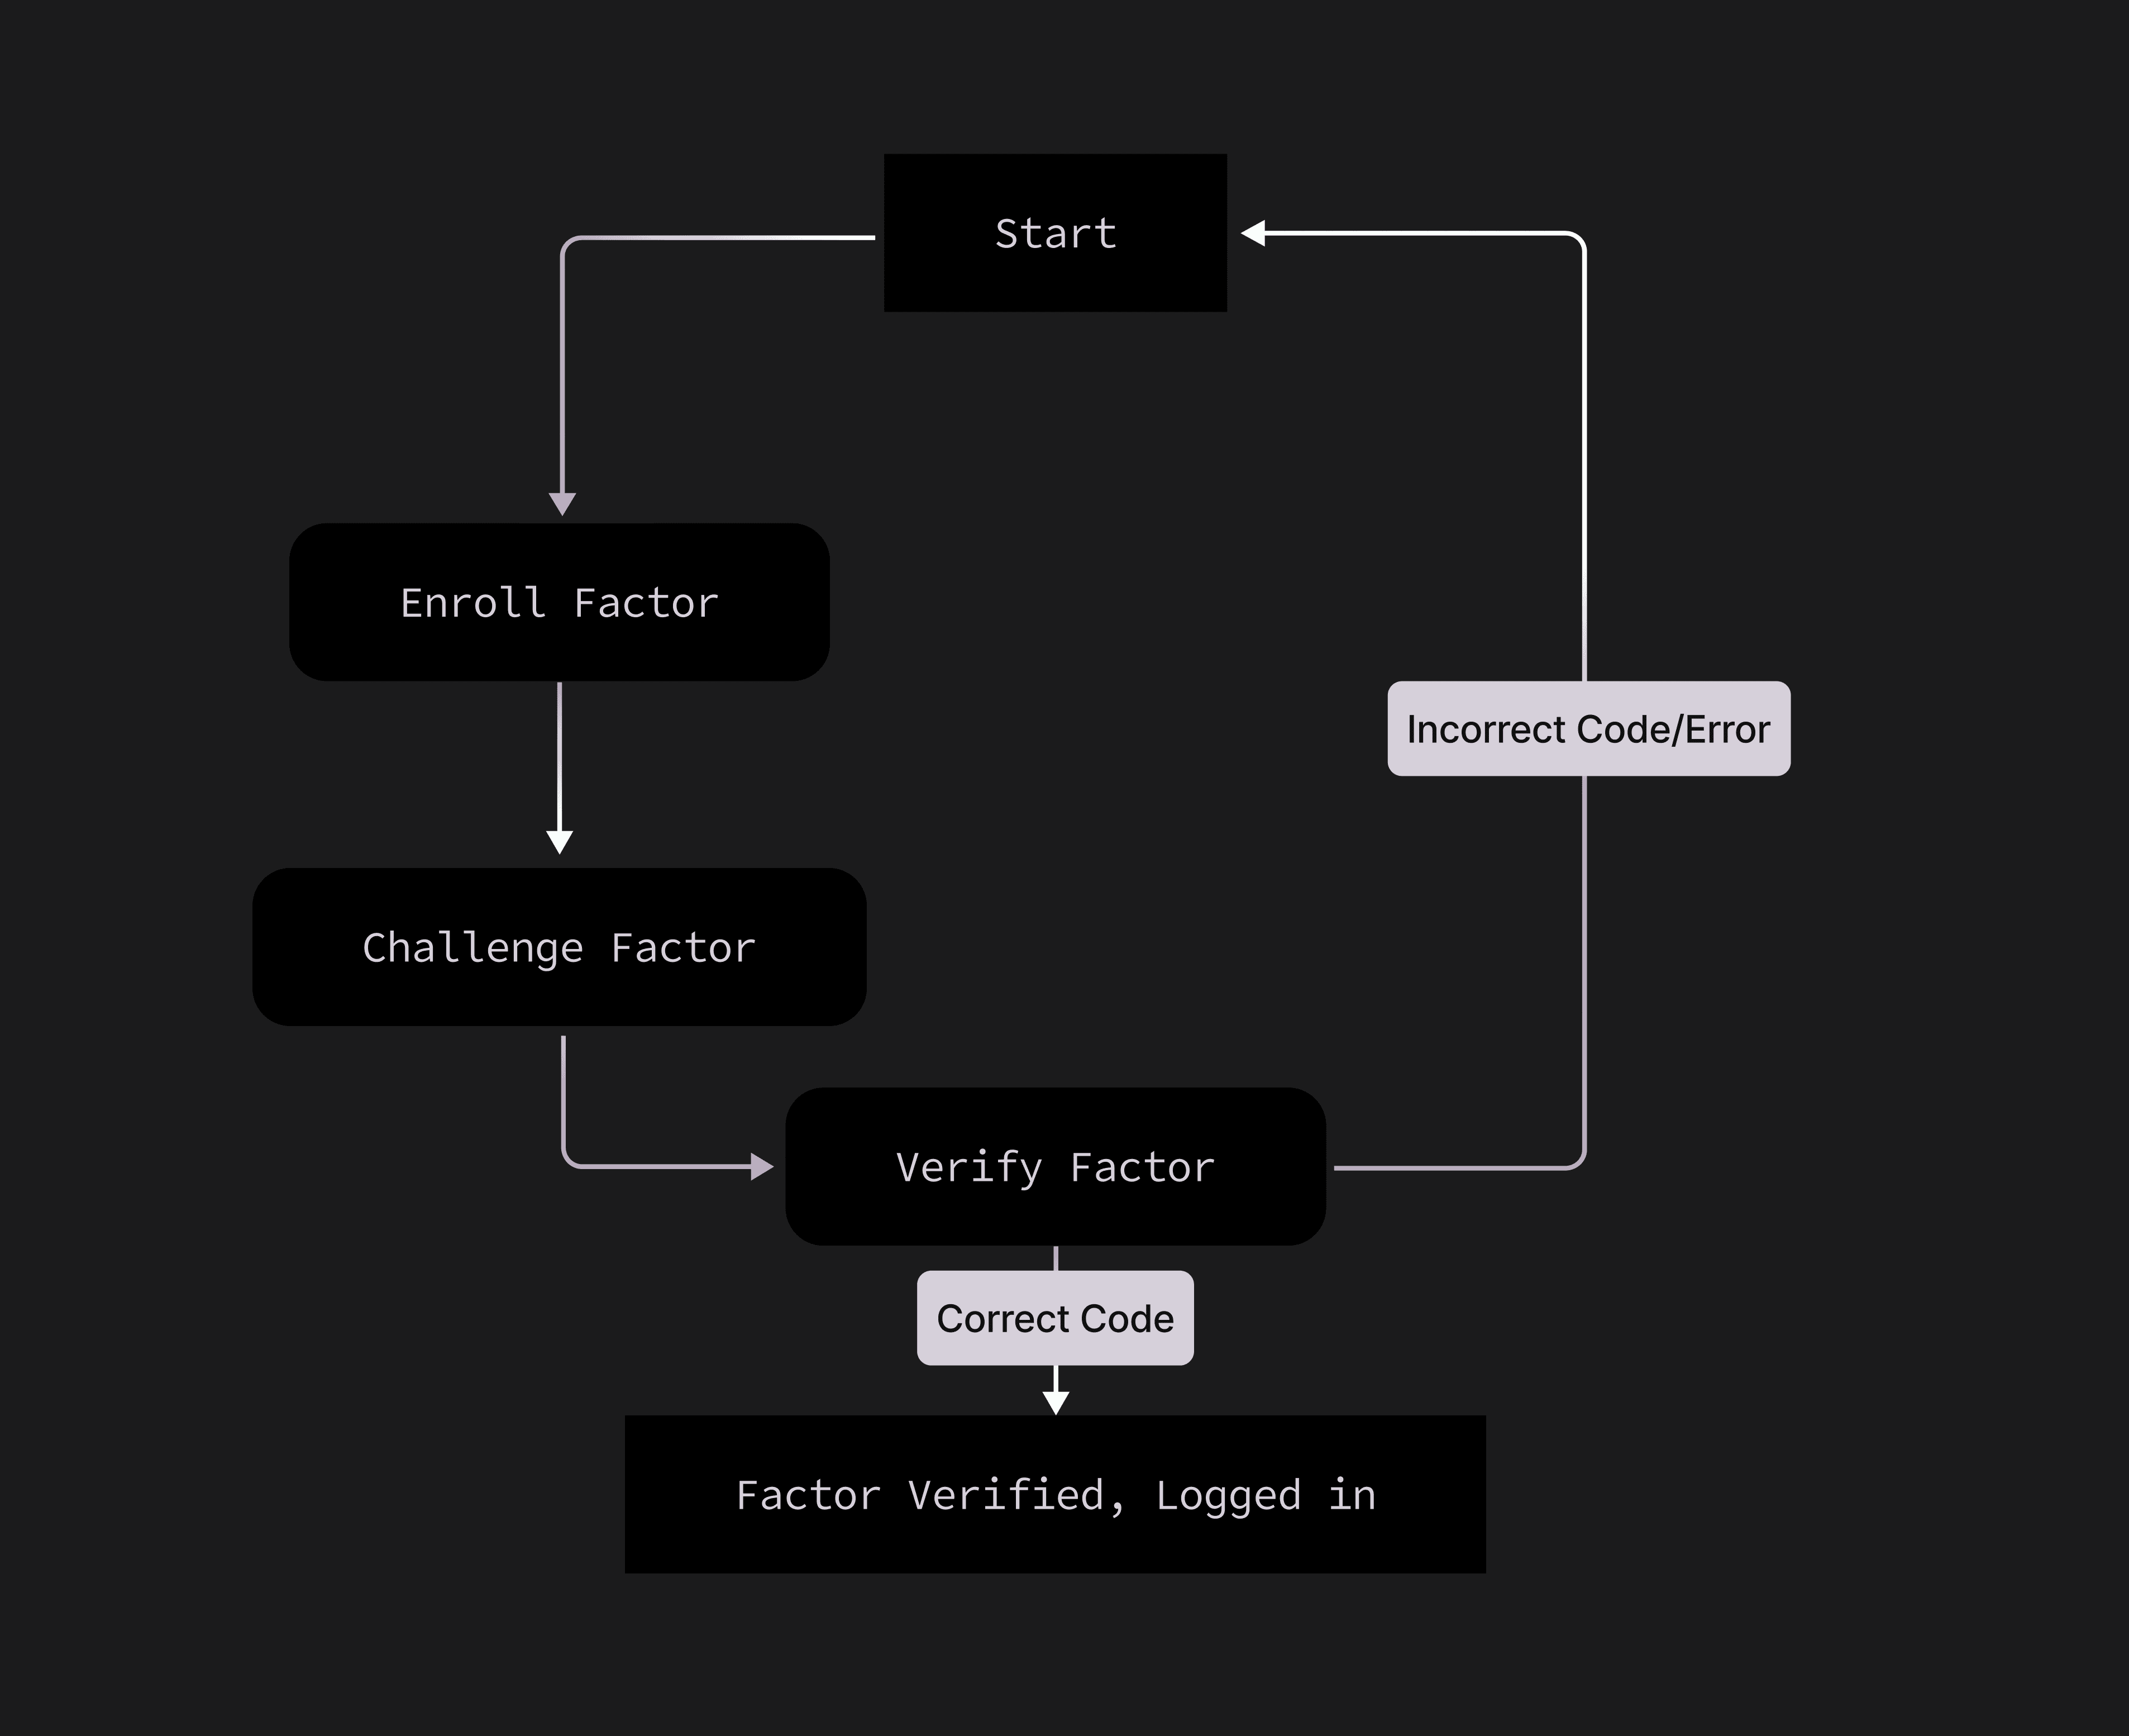 Start
Enroll Factor
Incorrect Code/Error
Challenge Factor
Verify Factor
Correct Code
Factor Verified, Logged in